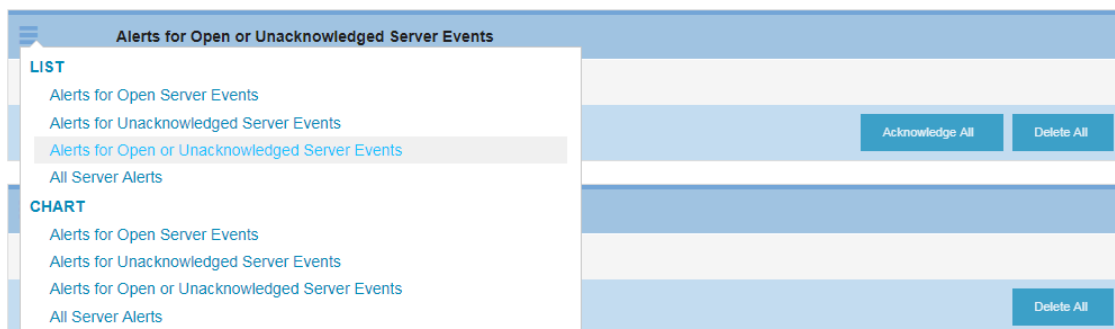 Alerts for Open or Unacknowledged Server Events
LIST
Alerts for Open Server Events
Alerts for Unacknowledged Server Events
Acknowledge All
Delete All
Alerts for Open or Unacknowledged Server Events
All Server Alerts
CHART
Alerts for Open Server Events
Alerts for Unacknowledged Server Events
Alerts for Open or Unacknowledged Server Events
Delete All
All Server Alerts